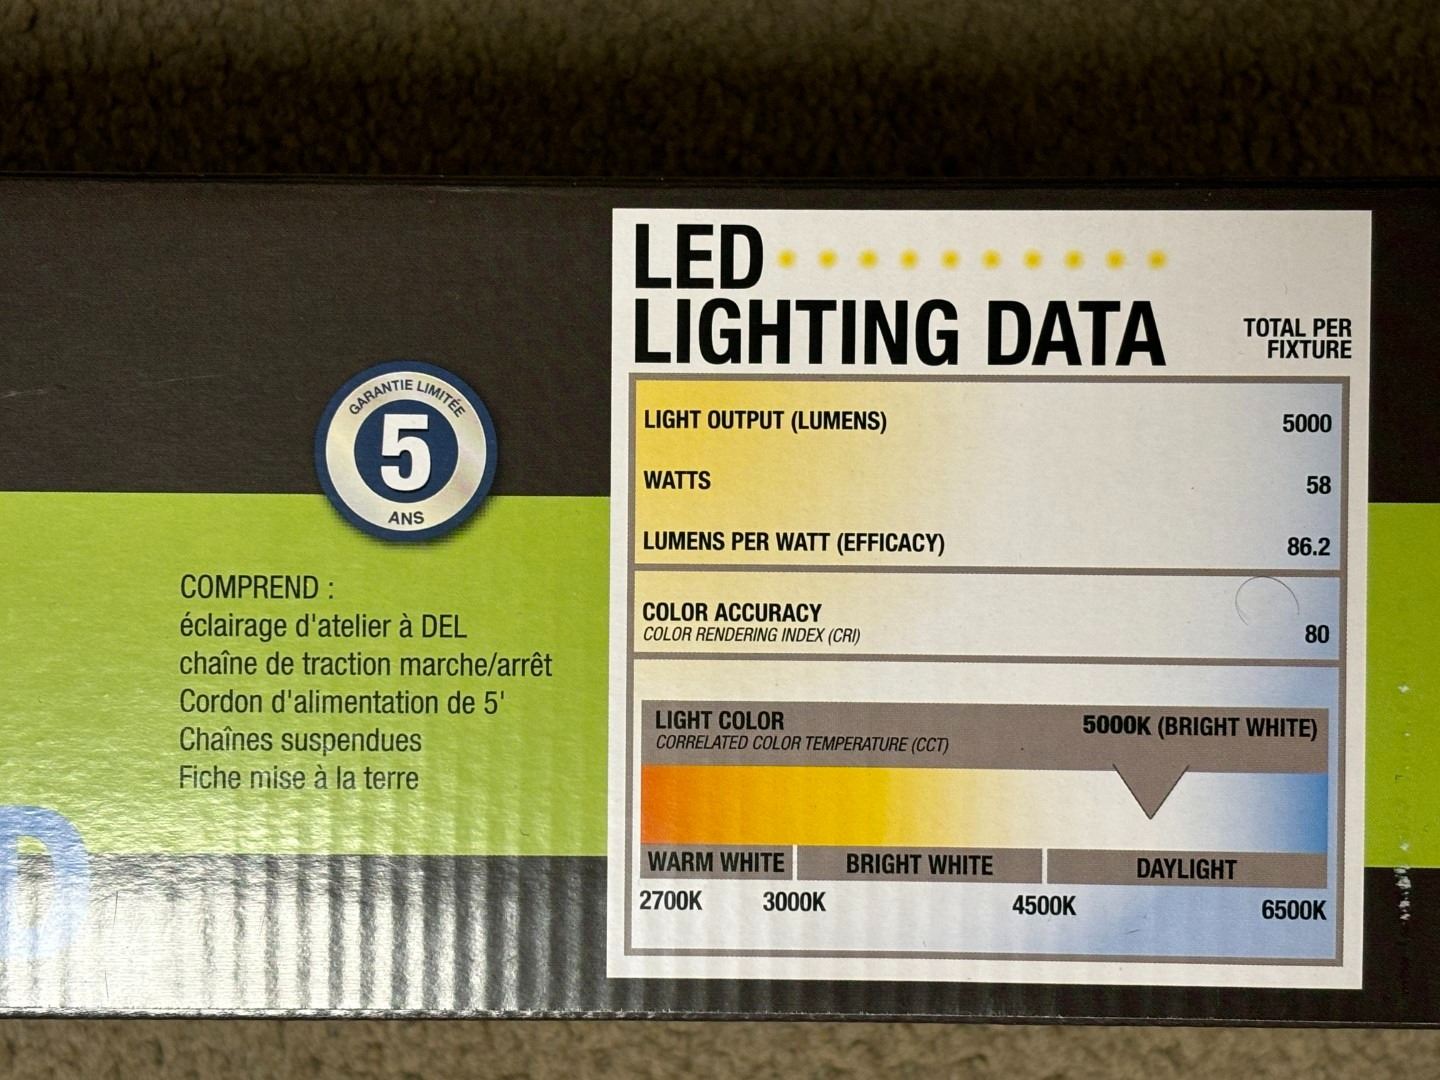 GARANTIE LIMITÉE
5
ANS
COMPREND :
éclairage d'atelier à DEL
chaîne de traction marche/arrêt
Cordon d'alimentation de 5'
Chaînes suspendues
Fiche mise à la terre
D
LED
LIGHTING DATA
TOTAL PER
FIXTURE
LIGHT OUTPUT (LUMENS) 5000
WATTS 58
LUMENS PER WATT (EFFICACY) 86.2
COLOR ACCURACY
COLOR RENDERING INDEX (CRI) 80
LIGHT COLOR 5000K (BRIGHT WHITE)
CORRELATED COLOR TEMPERATURE (CCT)
WARM WHITE BRIGHT WHITE DAYLIGHT
2700K 3000K 4500K 6500K